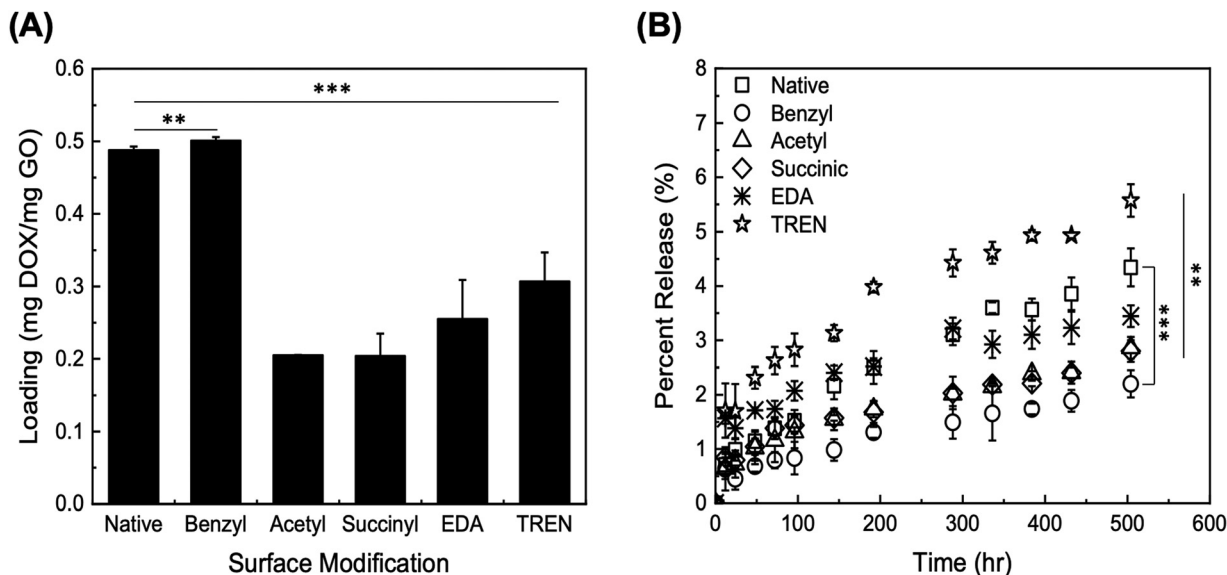 (A)
0.6
0.5
0.4
0.3
0.2
0.1
0.0
Loading (mg DOX/mg GO)
***
**
Native Benzyl Acetyl Succinyl EDA TREN
Surface Modification
(B)
8
7
6
5
4
3
2
1
0
Percent Release (%)
Native
Benzyl
Acetyl
Succinic
EDA
TREN
***
**
0 100 200 300 400 500 600
Time (hr)